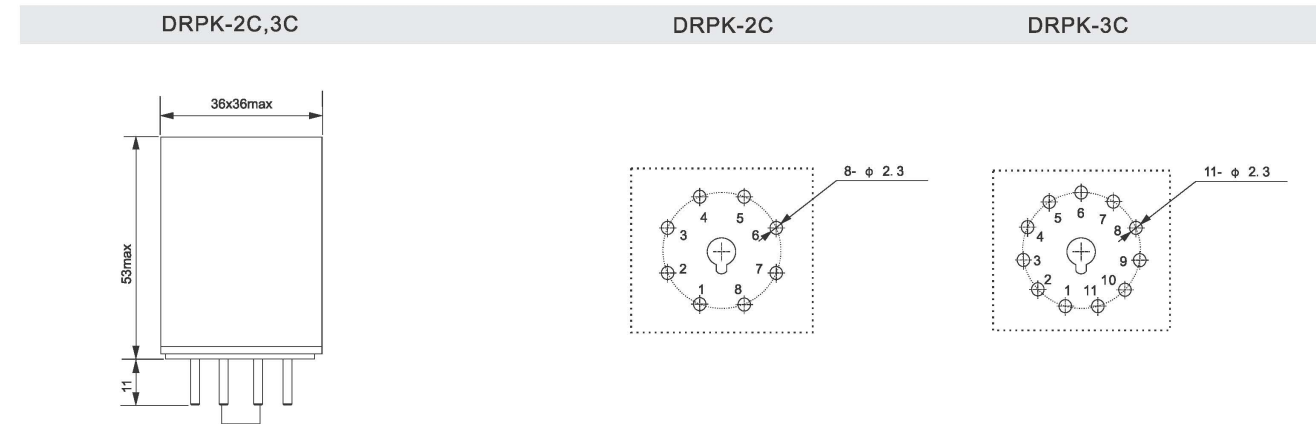 DRPK-2C,3C
DRPK-2C
DRPK-3C
36x36max
53max
11
8- ф 2.3
4 5
3 6
2 7
1 8
11- ф 2.3
6
5 7
4 8
3 9
2 10
1 11